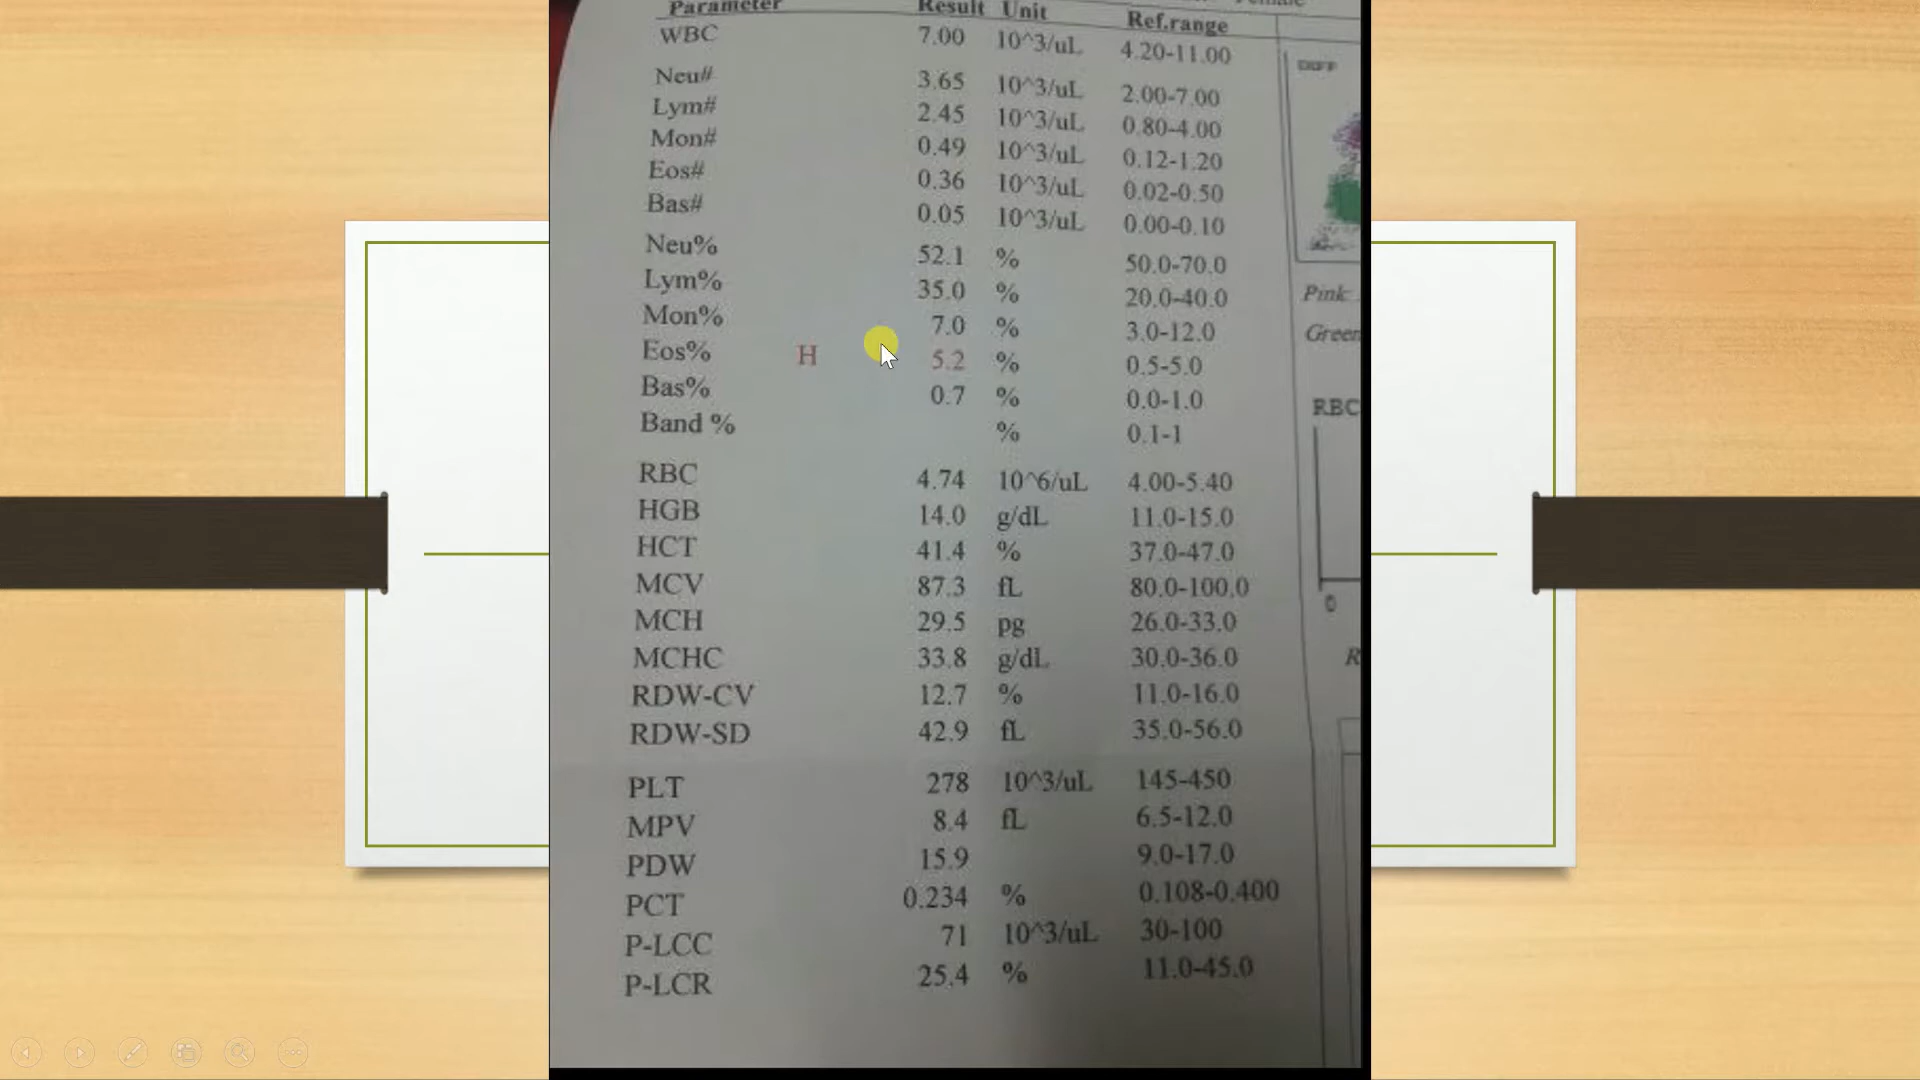 Parameter Result Unit Ref.range
WBC 7.00 10^3/uL 4.20-11.00
Neu# 3.65 10^3/uL 2.00-7.00
Lym# 2.45 10^3/uL 0.80-4.00
Mon# 0.49 10^3/uL 0.12-1.20
Eos# 0.36 10^3/uL 0.02-0.50
Bas# 0.05 10^3/uL 0.00-0.10
Neu% 52.1 % 50.0-70.0
Lym% 35.0 % 20.0-40.0
Mon% 7.0 % 3.0-12.0
Eos% H 5.2 % 0.5-5.0
Bas% 0.7 % 0.0-1.0
Band % % 0.1-1
RBC 4.74 10^6/uL 4.00-5.40
HGB 14.0 g/dL 11.0-15.0
HCT 41.4 % 37.0-47.0
MCV 87.3 fL 80.0-100.0
MCH 29.5 pg 26.0-33.0
MCHC 33.8 g/dL 30.0-36.0
RDW-CV 12.7 % 11.0-16.0
RDW-SD 42.9 fL 35.0-56.0
PLT 278 10^3/uL 145-450
MPV 8.4 fL 6.5-12.0
PDW 15.9 9.0-17.0
PCT 0.234 % 0.108-0.400
P-LCC 71 10^3/uL 30-100
P-LCR 25.4 % 11.0-45.0
DIFF
Pink
Green
RBC
0
R